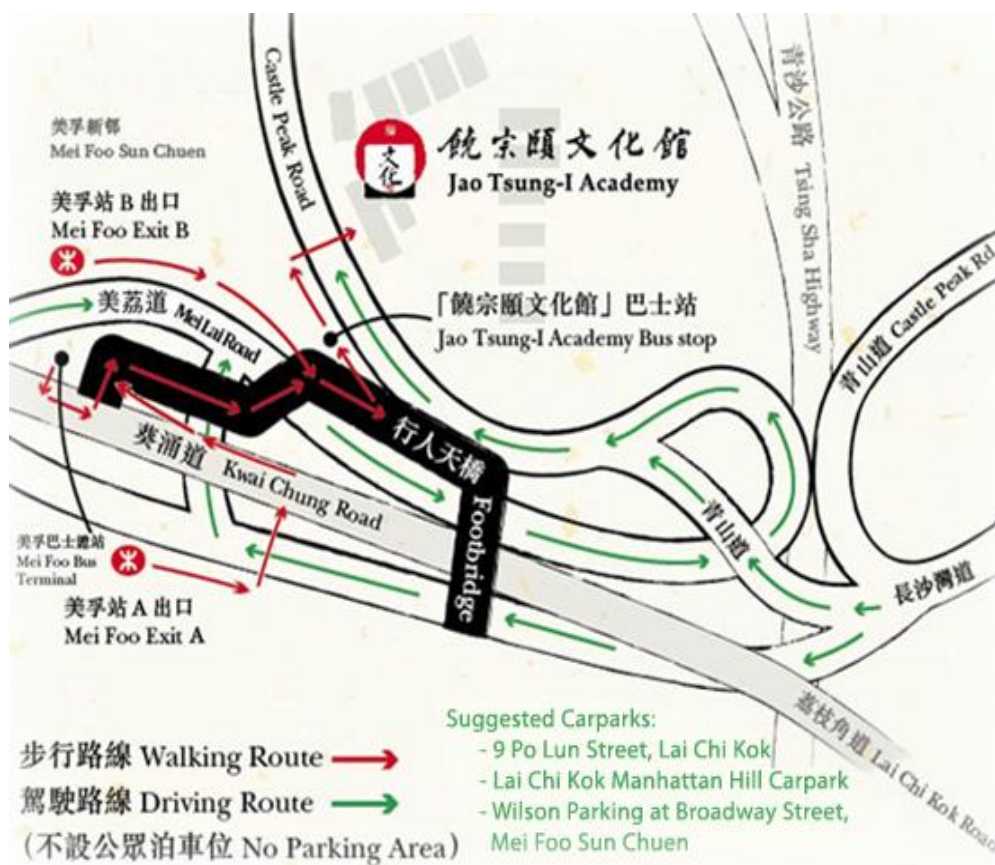 Castle Peak Road
美孚新邨
Mei Foo Sun Chuen
文化
饒宗頤文化館
Jao Tsung-I Academy
青沙公路 Tsing Sha Highway
美孚站 B 出口
Mei Foo Exit B
美荔道 Mei Lai Road
「饒宗頤文化館」巴士站
Jao Tsung-I Academy Bus stop
青山道 Castle Peak Rd
行人天橋
Footbridge
葵涌道 Kwai Chung Road
青山道
長沙灣道
美孚巴士總站
Mei Foo Bus
Terminal
美孚站 A 出口
Mei Foo Exit A
荔枝角道 Lai Chi Kok Road
步行路線 Walking Route
駕駛路線 Driving Route
(不設公眾泊車位 No Parking Area)
Suggested Carparks:
- 9 Po Lun Street, Lai Chi Kok
- Lai Chi Kok Manhattan Hill Carpark
- Wilson Parking at Broadway Street,
Mei Foo Sun Chuen